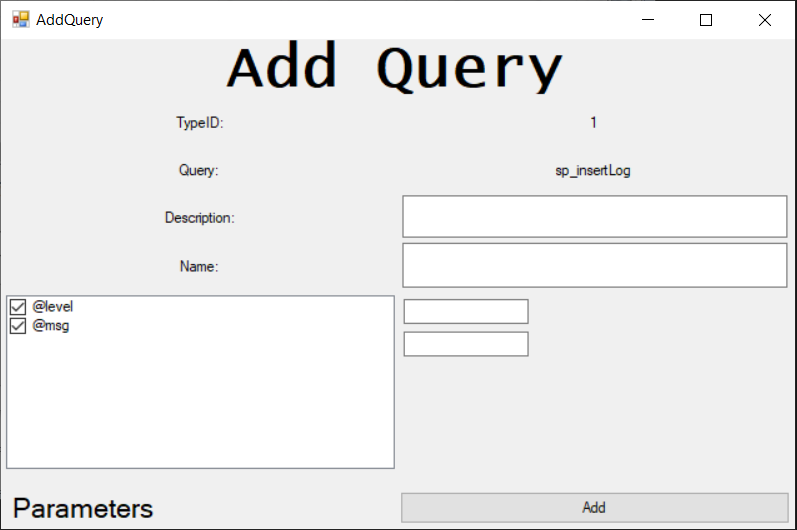 AddQuery
Add Query
TypeID: 1
Query: sp_insertLog
Description:
Name:
@level
@msg
Parameters Add